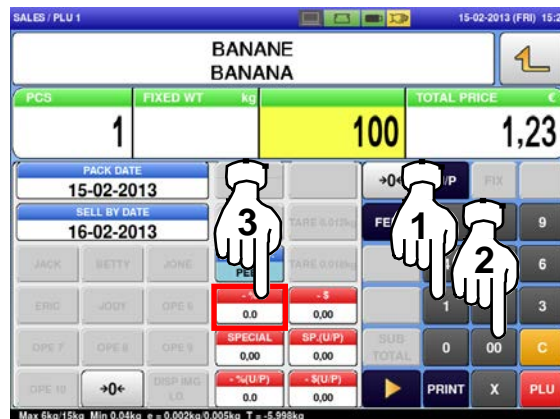 SALES / PLU 1
15-02-2013 (FRI) 15:2
BANANE
BANANA
PCS FIXED WT kg TOTAL PRICE €
1 100 1,23
PACK DATE
15-02-2013
→0← /P FIX
SELL BY DATE
16-02-2013
TARE 0.012kg
9
JACK BETTY JONE TARE 0.018kg 6
ERIC JODY OPE 6 - $ 1 3
0.0 0,00
OPE 7 OPE 8 OPE 9 SPECIAL SP.(U/P) SUB TOTAL 0 00 C
0,00 0,00
OPE 10 →0← DISP IMG - %(U/P) - $(U/P) PRINT X PLU
0.0 0,00
Max 6kg/15kg Min 0.04kg e = 0.002kg/0.005kg T = -5.998kg
3
1
2